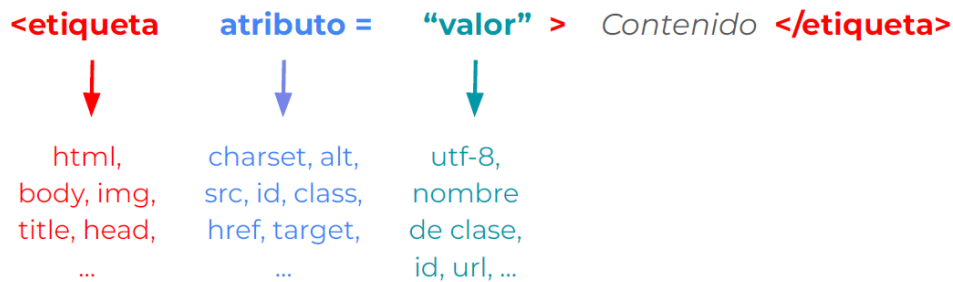 <etiqueta atributo = “valor” > Contenido </etiqueta>
html,
body, img,
title, head,
...
charset, alt,
src, id, class,
href, target,
...
utf-8,
nombre
de clase,
id, url, ...